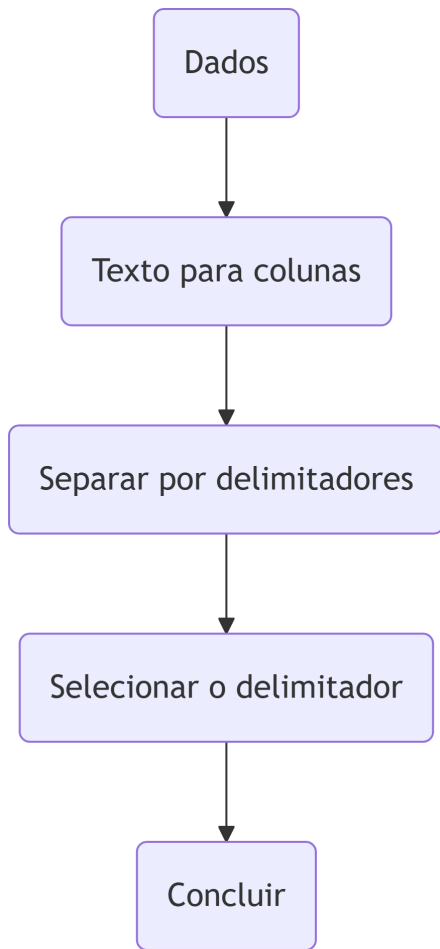 Dados
Texto para colunas
Separar por delimitadores
Selecionar o delimitador
Concluir